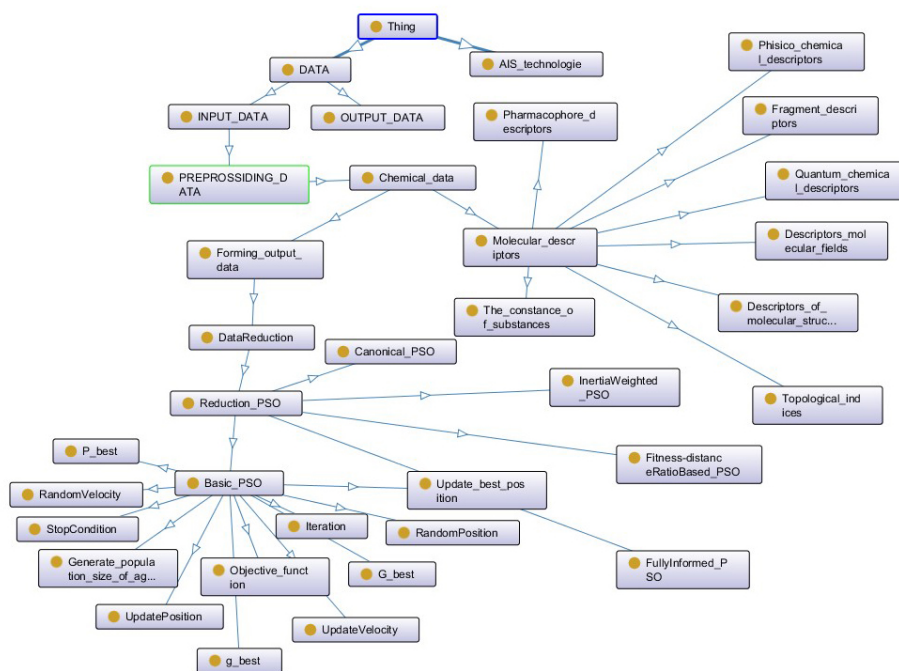 Thing
DATA
AIS_technologie
INPUT_DATA
OUTPUT_DATA
PREPROSSIDING_D
ATA
Chemical_data
Pharmacophore_d
escriptors
Phisico_chemica
l_descriptors
Fragment_descri
ptors
Quantum_chemic
al_descriptors
Descriptors_mol
ecular_fields
Descriptors_of_
molecular_struc...
Topological_ind
ices
Molecular_descr
iptors
The_constance_o
f_substances
Forming_output_
data
DataReduction
Canonical_PSO
Reduction_PSO
InertiaWeighted
_PSO
Fitness-distanc
eRatioBased_PSO
P_best
Basic_PSO
Update_best_pos
ition
RandomVelocity
StopCondition
Iteration
RandomPosition
Generate_popula
tion_size_of_ag...
Objective_funct
ion
G_best
FullyInformed_P
SO
UpdatePosition
UpdateVelocity
g_best